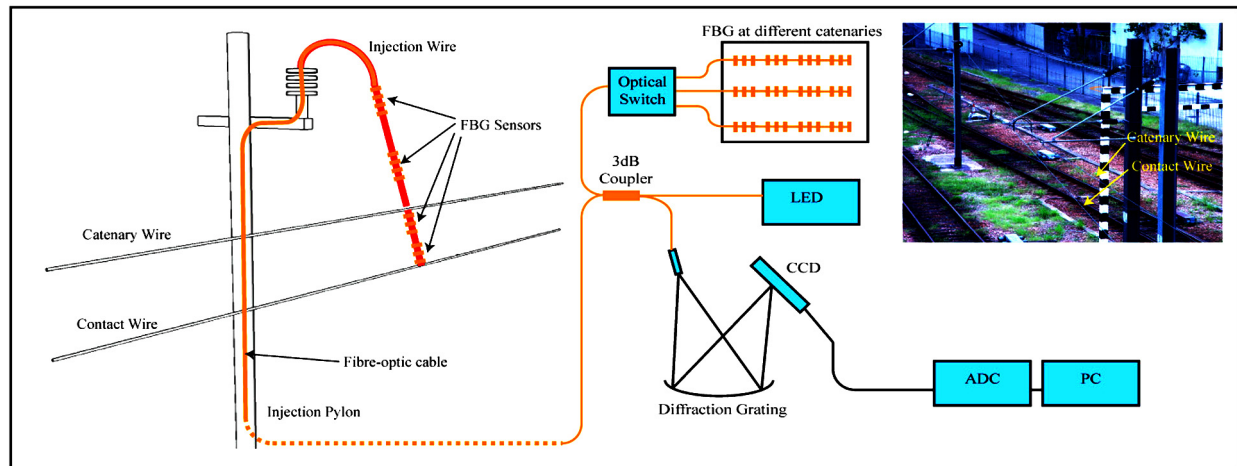 Injection Wire
FBG Sensors
Catenary Wire
Contact Wire
Fibre-optic cable
Injection Pylon
FBG at different catenaries
Optical
Switch
3dB
Coupler
LED
CCD
Diffraction Grating
ADC
PC
Catenary Wire
Contact Wire